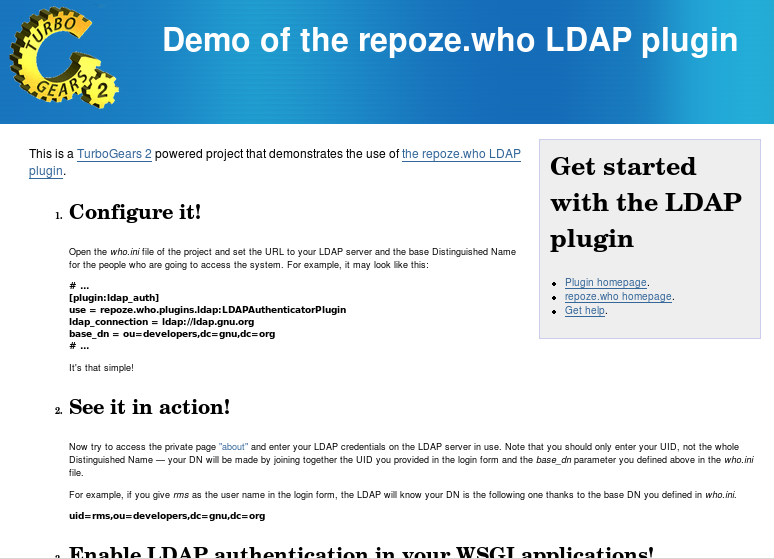 TURBO
GEARS
2
Demo of the repoze.who LDAP plugin
This is a TurboGears 2 powered project that demonstrates the use of the repoze.who LDAP
plugin.
1. Configure it!
Open the who.ini file of the project and set the URL to your LDAP server and the base Distinguished Name
for the people who are going to access the system. For example, it may look like this:
# ...
[plugin:ldap_auth]
use = repoze.who.plugins.ldap:LDAPAuthenticatorPlugin
ldap_connection = ldap://ldap.gnu.org
base_dn = ou=developers,dc=gnu,dc=org
# ...
It's that simple!
Get started
with the LDAP
plugin
• Plugin homepage.
• repoze.who homepage.
• Get help.
2. See it in action!
Now try to access the private page "about" and enter your LDAP credentials on the LDAP server in use. Note that you should only enter your UID, not the whole
Distinguished Name — your DN will be made by joining together the UID you provided in the login form and the base_dn parameter you defined above in the who.ini
file.
For example, if you give rms as the user name in the login form, the LDAP will know your DN is the following one thanks to the base DN you defined in who.ini.
uid=rms,ou=developers,dc=gnu,dc=org
3. Enable LDAP authentication in your WSGI applications!